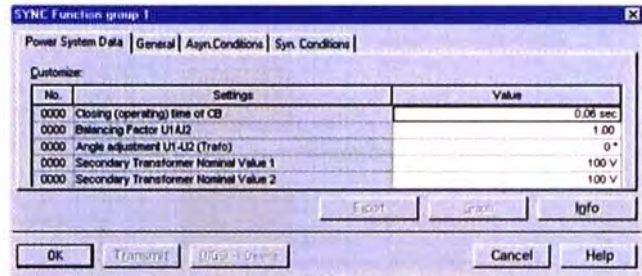 SYNC Function group 1
Power System Data General Asyn.Conditions Syn. Conditions
Customize:
No. Settings Value
0000 Closing (operating) time of CB 0.06 sec
0000 Balancing Factor U1/U2 1.00
0000 Angle adjustment U1-U2 (Trafo) 0 °
0000 Secondary Transformer Nominal Value 1 100 V
0000 Secondary Transformer Nominal Value 2 100 V
Export Graph Info
OK Transmit Cancel Help